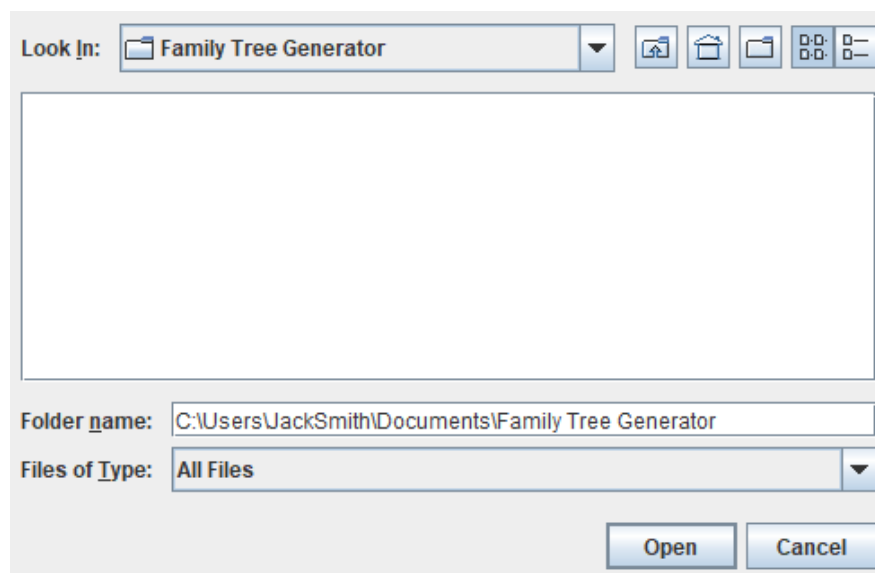 Look In: Family Tree Generator
Folder name: C:\Users\JackSmith\Documents\Family Tree Generator
Files of Type: All Files
Open Cancel